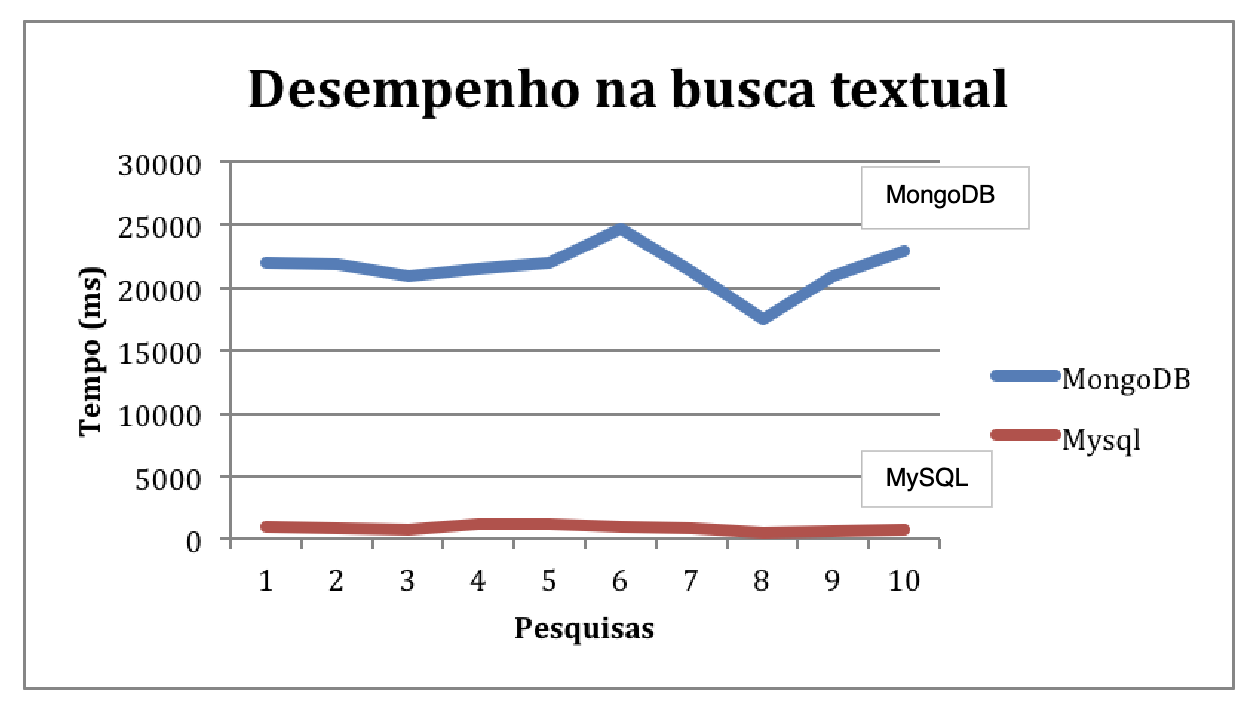 Desempenho na busca textual
30000
25000
20000
15000
10000
5000
0
Tempo (ms)
1 2 3 4 5 6 7 8 9 10
Pesquisas
MongoDB
MongoDB
Mysql
MySQL